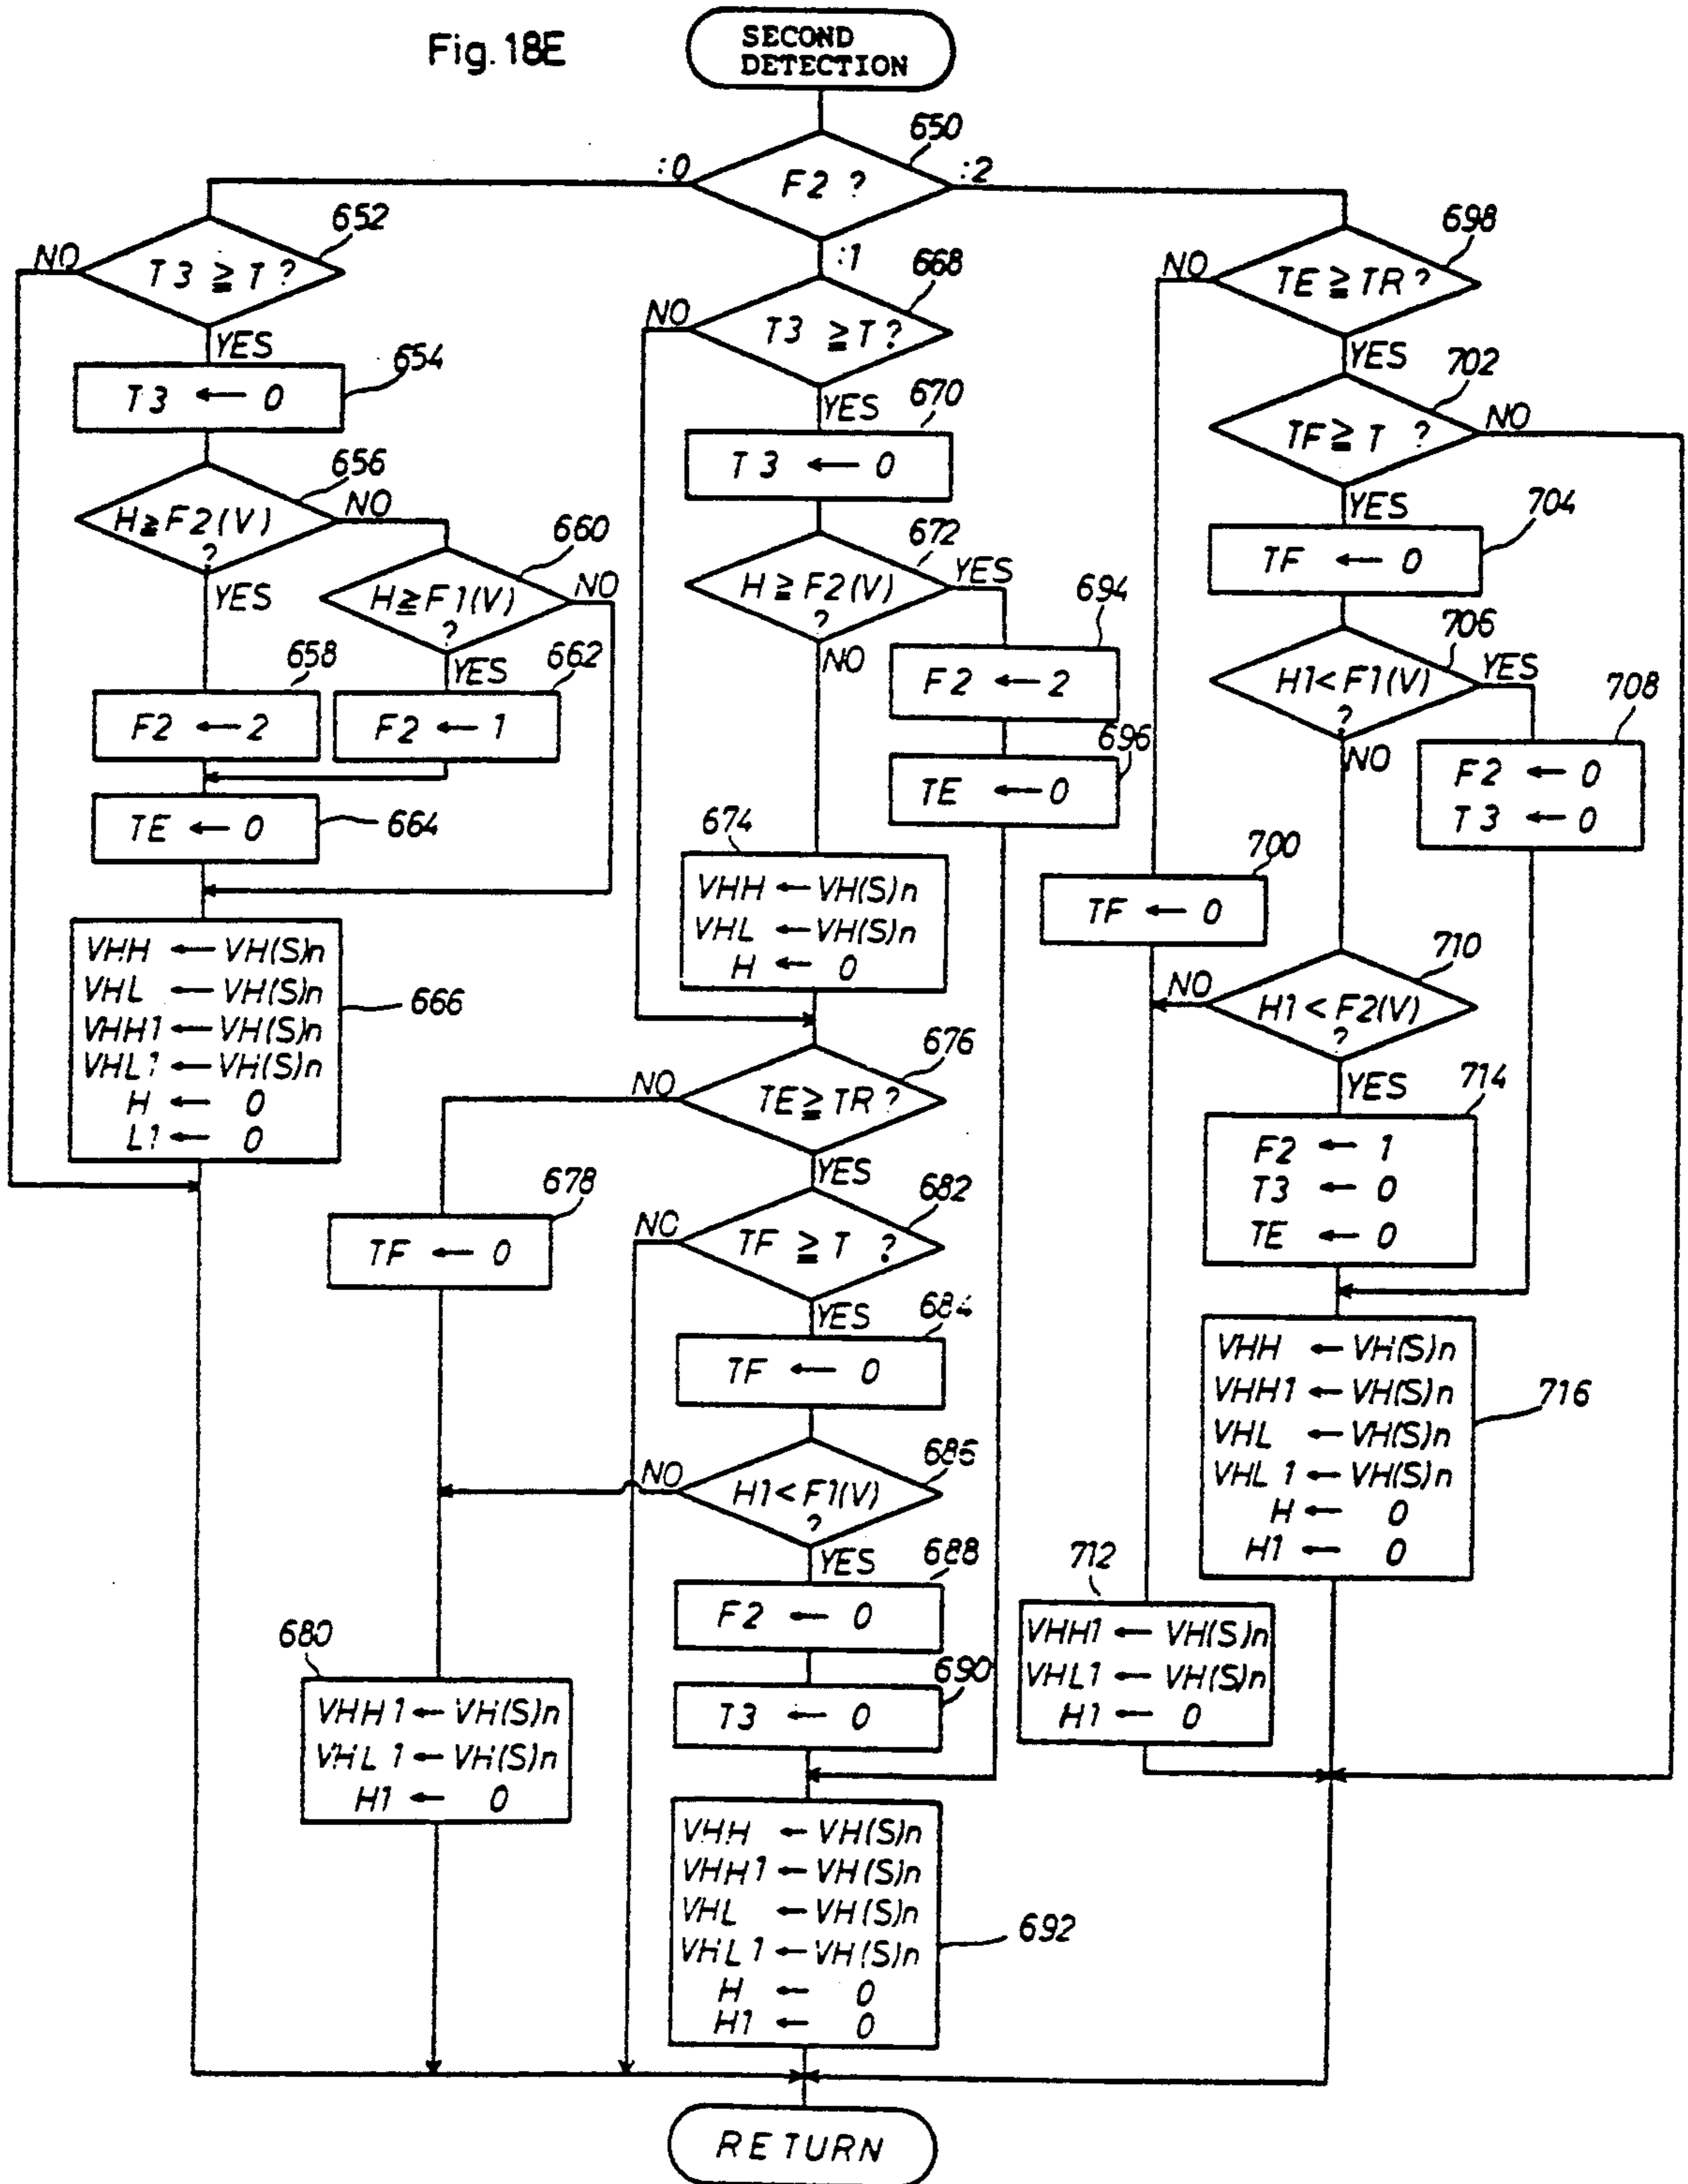 Fig. 18E
SECOND
DETECTION
650
F2 ?
:0
:1
:2
652
T3 ≧ T ?
NO
YES
654
T3 ← 0
656
H≧F2(V)
?
NO
YES
660
H≧F1(V)
?
NO
YES
658
F2 ← 2
662
F2 ← 1
TE ← 0
664
VHH ← VH(S)n
VHL ← VH(S)n
VHH1 ← VH(S)n
VHL1 ← VH(S)n
H ← 0
L1 ← 0
666
668
T3 ≧ T ?
NO
YES
670
T3 ← 0
672
H ≧ F2(V)
?
YES
NO
694
F2 ← 2
696
TE ← 0
674
VHH ← VH(S)n
VHL ← VH(S)n
H ← 0
676
TE ≧ TR ?
NO
YES
678
TF ← 0
682
TF ≧ T ?
NO
YES
684
TF ← 0
686
H1 < F1(V)
?
NO
YES
688
F2 ← 0
690
T3 ← 0
680
VHH1 ← VH(S)n
VHL1 ← VH(S)n
H1 ← 0
VHH ← VH(S)n
VHH1 ← VH(S)n
VHL ← VH(S)n
VHL1 ← VH(S)n
H ← 0
H1 ← 0
692
698
TE ≧ TR ?
NO
YES
702
TF ≧ T ?
NO
YES
704
TF ← 0
706
H1 < F1(V)
?
YES
NO
708
F2 ← 0
T3 ← 0
700
TF ← 0
710
H1 < F2(V)
?
NO
YES
714
F2 ← 1
T3 ← 0
TE ← 0
VHH ← VH(S)n
VHH1 ← VH(S)n
VHL ← VH(S)n
VHL1 ← VH(S)n
H ← 0
H1 ← 0
716
712
VHH1 ← VH(S)n
VHL1 ← VH(S)n
H1 ← 0
RETURN